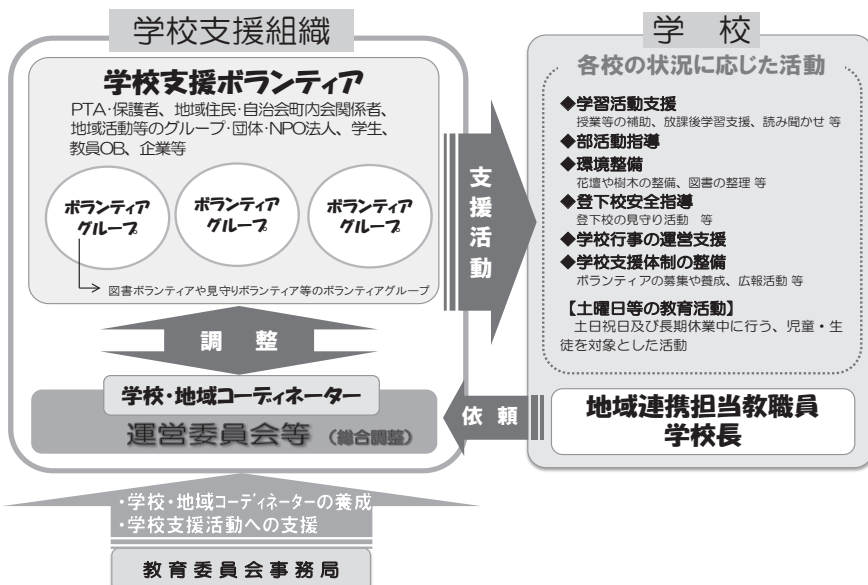 学校支援組織
学校支援ボランティア
PTA・保護者、地域住民・自治会町内会関係者、
地域活動等のグループ・団体・NPO法人、学生、
教員OB、企業等
ボランティア
グループ
ボランティア
グループ
ボランティア
グループ
図書ボランティアや見守りボランティア等のボランティアグループ
調 整
学校・地域コーディネーター
運営委員会等 (総合調整)
・学校・地域コーディネーターの養成
・学校支援活動への支援
教育委員会事務局
支援活動
依 頼
学 校
各校の状況に応じた活動
◆学習活動支援
授業等の補助、放課後学習支援、読み聞かせ 等
◆部活動指導
◆環境整備
花壇や樹木の整備、図書の整理 等
◆登下校安全指導
登下校の見守り活動 等
◆学校行事の運営支援
◆学校支援体制の整備
ボランティアの募集や養成、広報活動 等
【土曜日等の教育活動】
土日祝日及び長期休業中に行う、児童・生
徒を対象とした活動
地域連携担当教職員
学校長